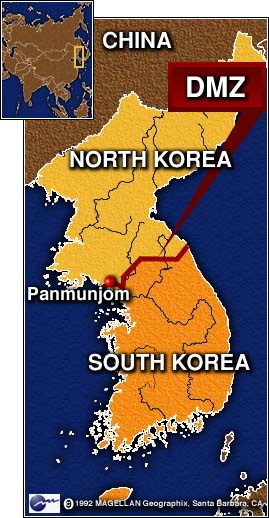 CHINA
DMZ
NORTH KOREA
Panmunjom
SOUTH KOREA
© 1992 MAGELLAN Geographix, Santa Barbara, CA